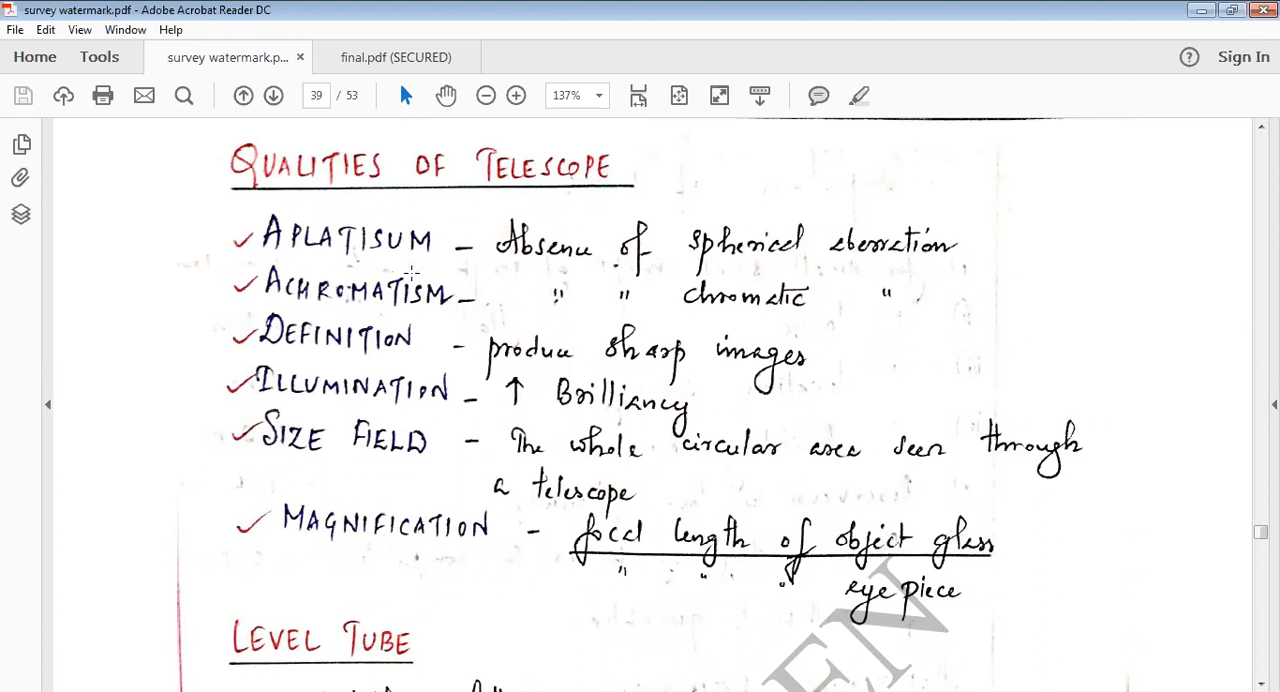 survey watermark.pdf - Adobe Acrobat Reader DC
File Edit View Window Help
Home Tools survey watermark.p... × final.pdf (SECURED) ? Sign In
39 / 53 137%
QUALITIES OF TELESCOPE
✓ APLATISUM - Absence of spherical aberration
✓ ACHROMATISM - " " chromatic "
✓ DEFINITION - produce sharp images
✓ ILLUMINATION - ↑ Brilliancy
✓ SIZE FIELD - The whole circular area seen through
a telescope
✓ MAGNIFICATION - focal length of object glass
" " " eye piece
LEVEL TUBE